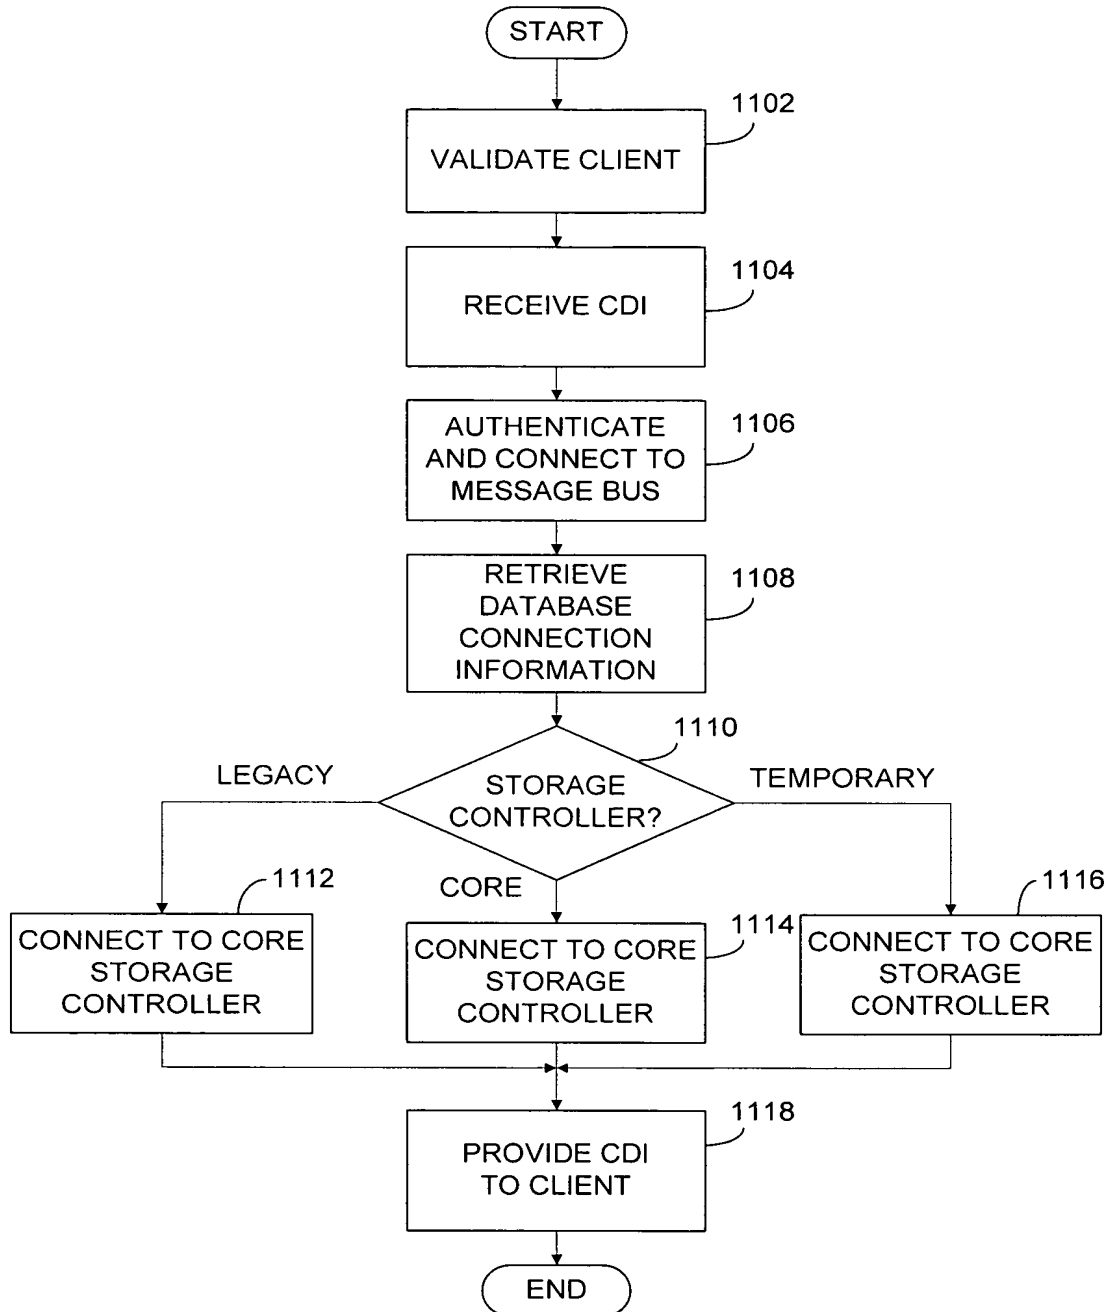 START
1102
VALIDATE CLIENT
1104
RECEIVE CDI
1106
AUTHENTICATE
AND CONNECT TO
MESSAGE BUS
1108
RETRIEVE
DATABASE
CONNECTION
INFORMATION
1110
STORAGE
CONTROLLER?
LEGACY
TEMPORARY
CORE
1112
CONNECT TO CORE
STORAGE
CONTROLLER
1114
CONNECT TO CORE
STORAGE
CONTROLLER
1116
CONNECT TO CORE
STORAGE
CONTROLLER
1118
PROVIDE CDI
TO CLIENT
END